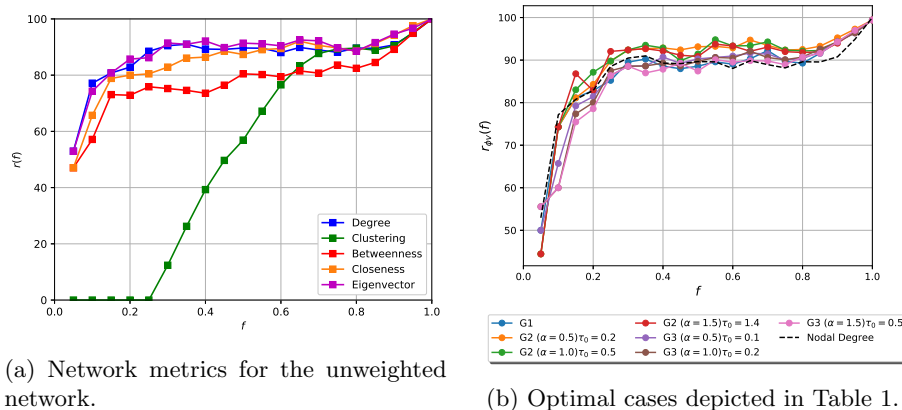 100
80
60
40
20
0
r(f)
0.0
0.2
0.4
0.6
0.8
1.0
f
Degree
Clustering
Betweenness
Closeness
Eigenvector
(a) Network metrics for the unweighted
network.
100
90
80
70
60
50
r_{ϕν}(f)
0.0
0.2
0.4
0.6
0.8
1.0
f
G1
G2 (α = 0.5)τ₀ = 0.2
G2 (α = 1.0)τ₀ = 0.5
G2 (α = 1.5)τ₀ = 1.4
G3 (α = 0.5)τ₀ = 0.1
G3 (α = 1.0)τ₀ = 0.2
G3 (α = 1.5)τ₀ = 0.5
Nodal Degree
(b) Optimal cases depicted in Table 1.